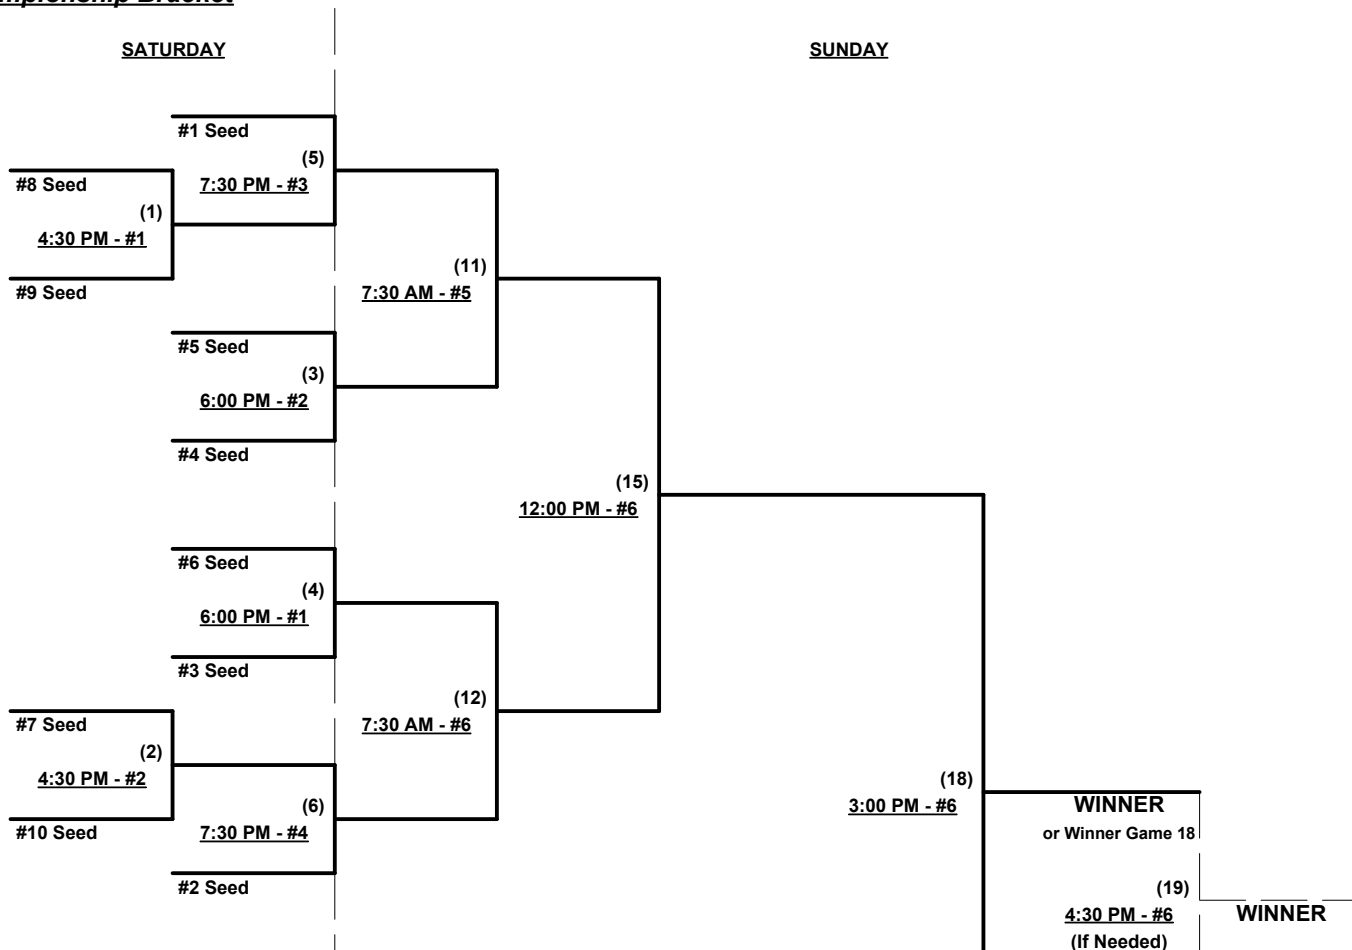 SATURDAY
SUNDAY
#1 Seed
(5)
7:30 PM - #3
#8 Seed
(1)
4:30 PM - #1
#9 Seed
(11)
7:30 AM - #5
#5 Seed
(3)
6:00 PM - #2
#4 Seed
(15)
12:00 PM - #6
#6 Seed
(4)
6:00 PM - #1
#3 Seed
(12)
7:30 AM - #6
#7 Seed
(2)
4:30 PM - #2
#10 Seed
(6)
7:30 PM - #4
#2 Seed
(18)
3:00 PM - #6
WINNER
or Winner Game 18
(19)
4:30 PM - #6
(If Needed)
WINNER